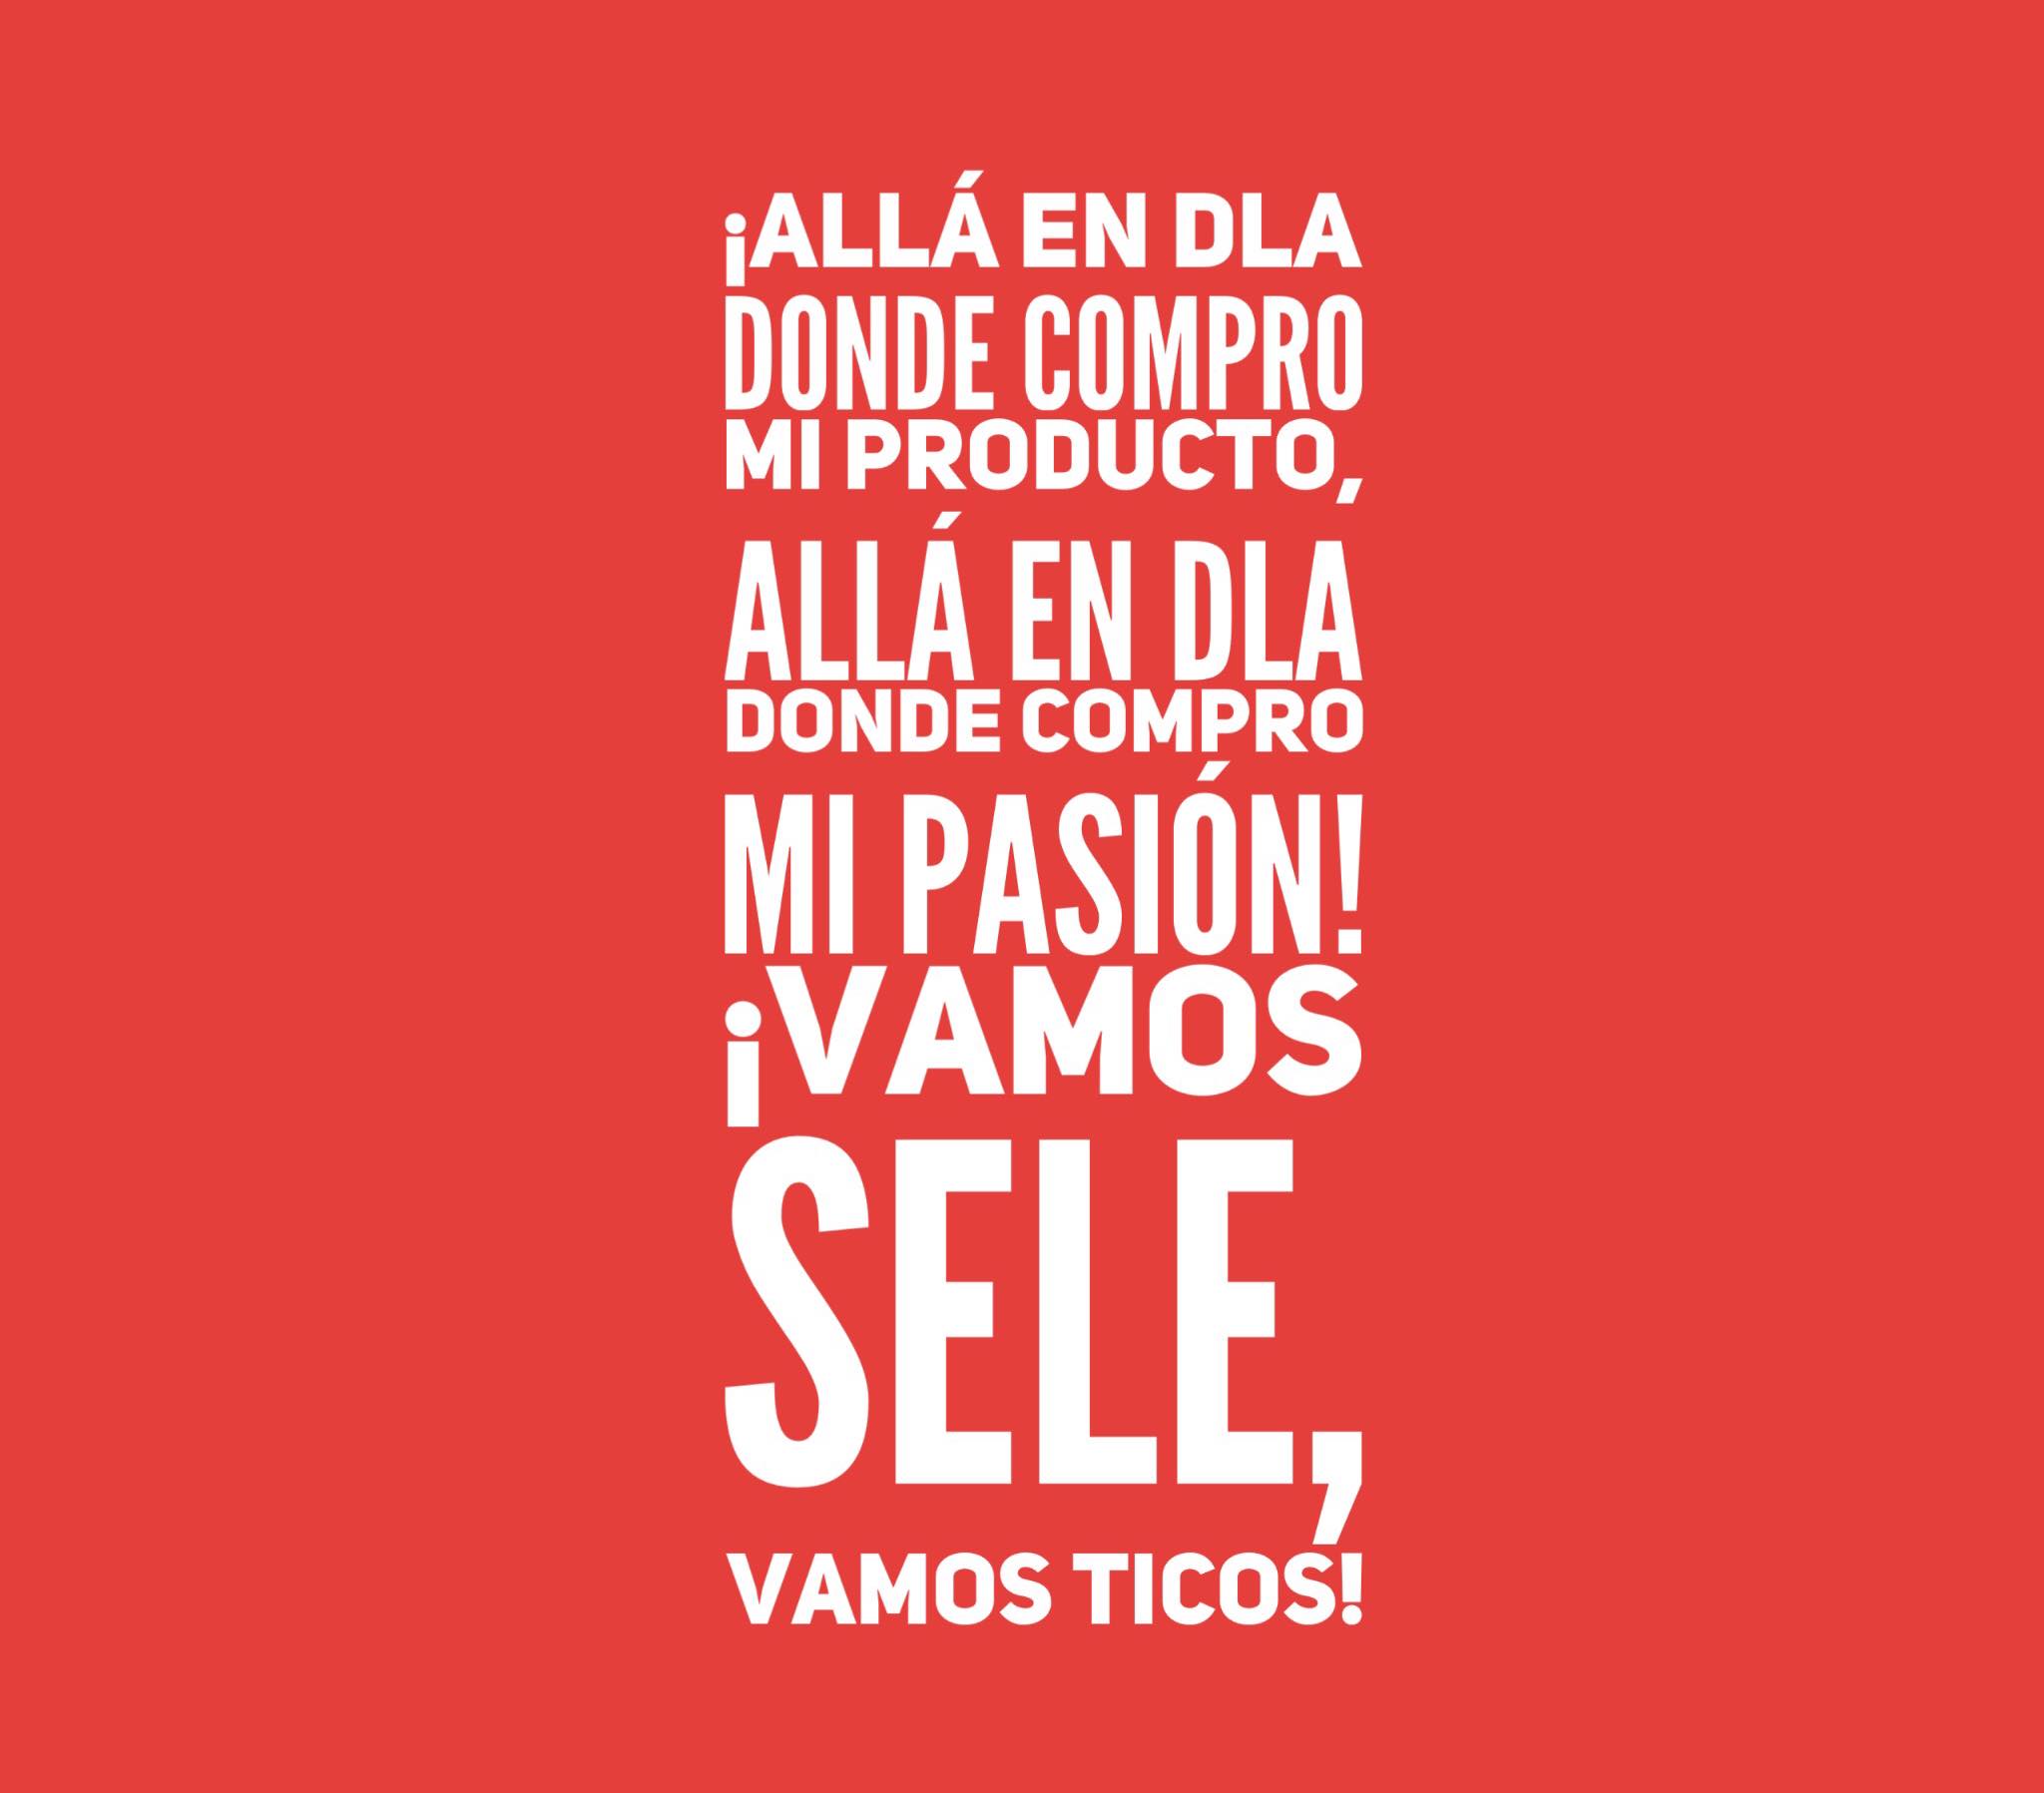 ¡ALLÁ EN DLA
DONDE COMPRO
MI PRODUCTO,
ALLÁ EN DLA
DONDE COMPRO
MI PASIÓN!
¡VAMOS
SELE,
VAMOS TICOS!